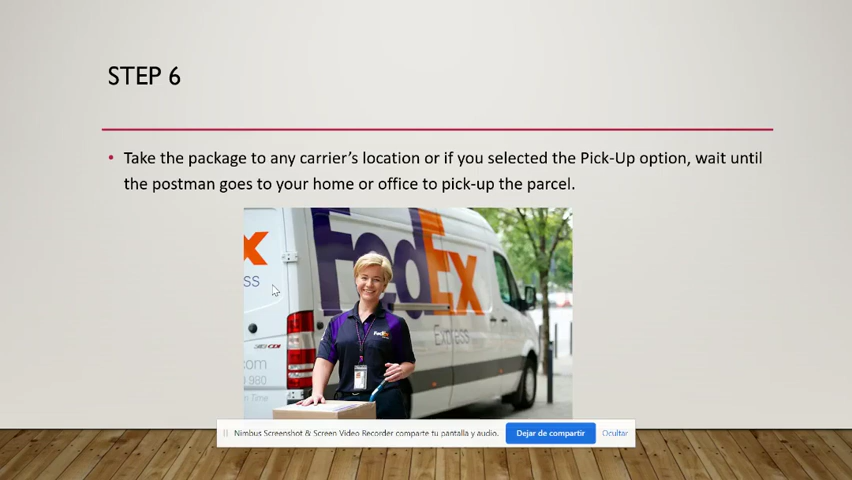 STEP 6
• Take the package to any carrier's location or if you selected the Pick-Up option, wait until
the postman goes to your home or office to pick-up the parcel.
FedEx
Express
FedEx
Nimbus Screenshot & Screen Video Recorder comparte tu pantalla y audio.
Dejar de compartir
Ocultar